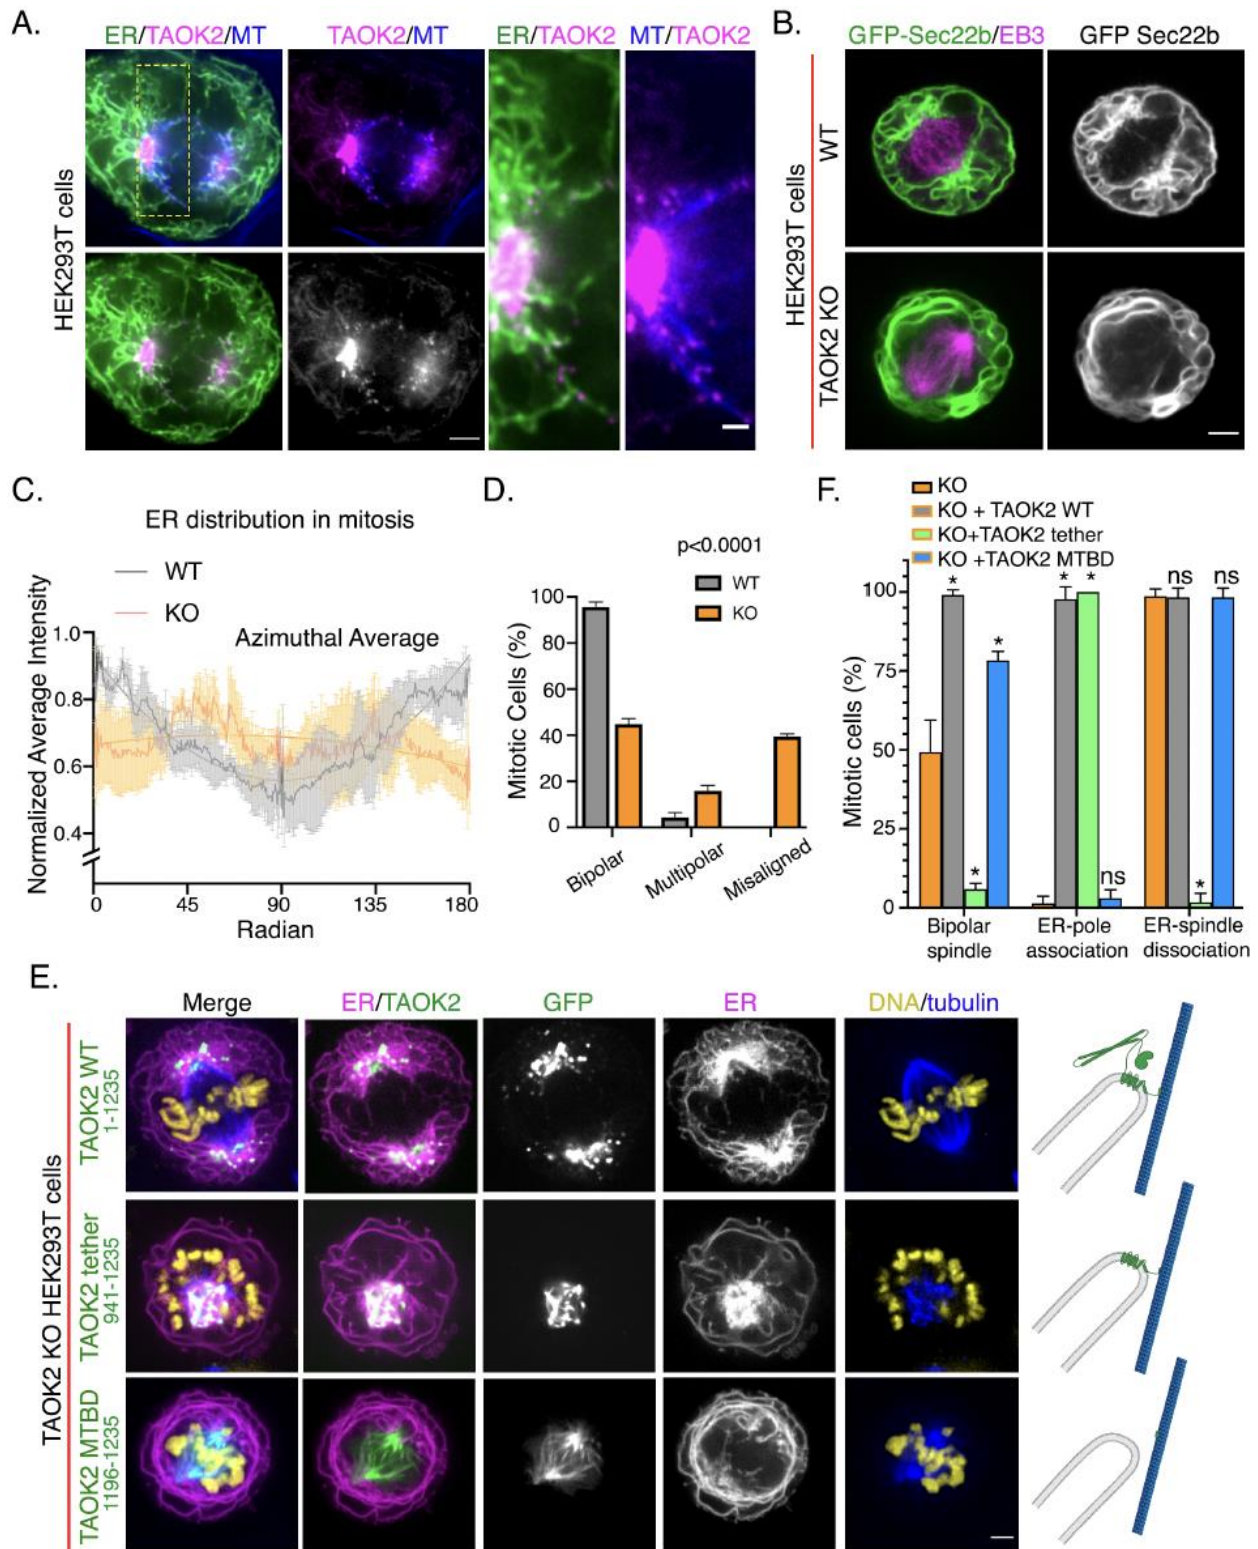 A.
ER/TAOK2/MT
TAOK2/MT
ER/TAOK2
MT/TAOK2
HEK293T cells
B.
GFP-Sec22b/EB3
GFP Sec22b
HEK293T cells
WT
TAOK2 KO
C.
ER distribution in mitosis
WT
KO
Azimuthal Average
Normalized Average Intensity
1.0
0.8
0.6
0.4
0
45
90
135
180
Radian
D.
p<0.0001
WT
KO
Mitotic Cells (%)
100
80
60
40
20
0
Bipolar
Multipolar
Misaligned
F.
KO
KO + TAOK2 WT
KO+TAOK2 tether
KO +TAOK2 MTBD
Mitotic cells (%)
100
75
50
25
0
*
*
*
*
*
ns
ns
*
ns
Bipolar
spindle
ER-pole
association
ER-spindle
dissociation
E.
Merge
ER/TAOK2
GFP
ER
DNA/tubulin
TAOK2 KO HEK293T cells
TAOK2 WT
1-1235
TAOK2 tether
941-1235
TAOK2 MTBD
1196-1235